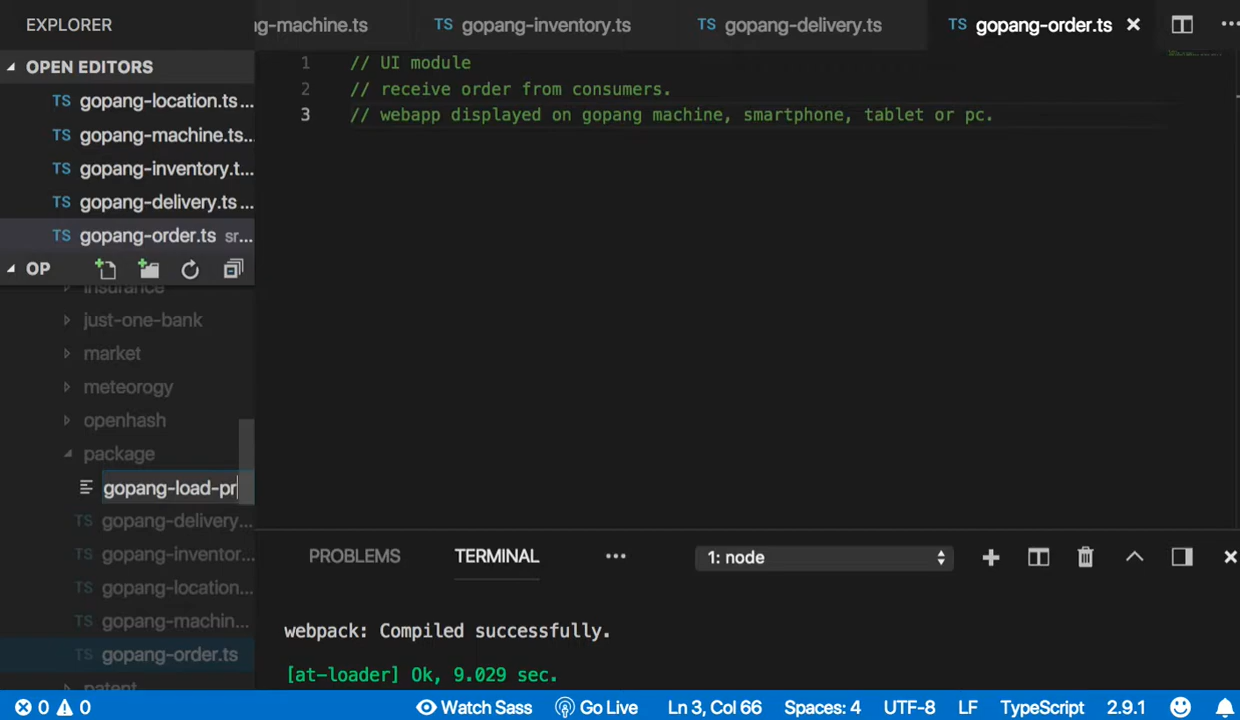 EXPLORER
ng-machine.ts
TS gopang-inventory.ts
TS gopang-delivery.ts
TS gopang-order.ts
OPEN EDITORS
TS gopang-location.ts ...
TS gopang-machine.ts...
TS gopang-inventory.t...
TS gopang-delivery.ts ...
TS gopang-order.ts sr...
OP
insurance
just-one-bank
market
meteorogy
openhash
package
gopang-load-pr
TS gopang-delivery...
TS gopang-inventor...
TS gopang-location...
TS gopang-machin...
TS gopang-order.ts
patent
1 // UI module
2 // receive order from consumers.
3 // webapp displayed on gopang machine, smartphone, tablet or pc.
PROBLEMS TERMINAL ... 1: node
webpack: Compiled successfully.
[at-loader] Ok, 9.029 sec.
0 0 Watch Sass Go Live Ln 3, Col 66 Spaces: 4 UTF-8 LF TypeScript 2.9.1